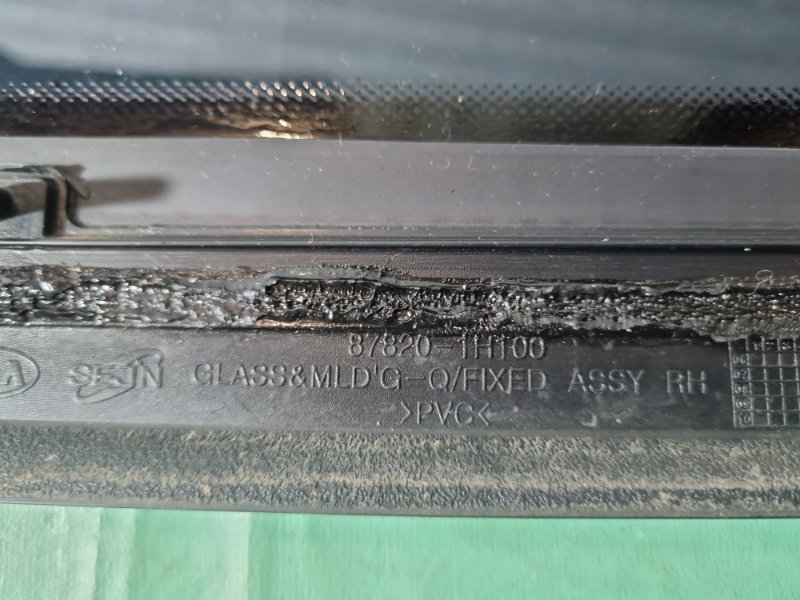 87820-1H100
SEJIN GLASS&MLD'G-Q/FIXED ASSY RH
>PVC<